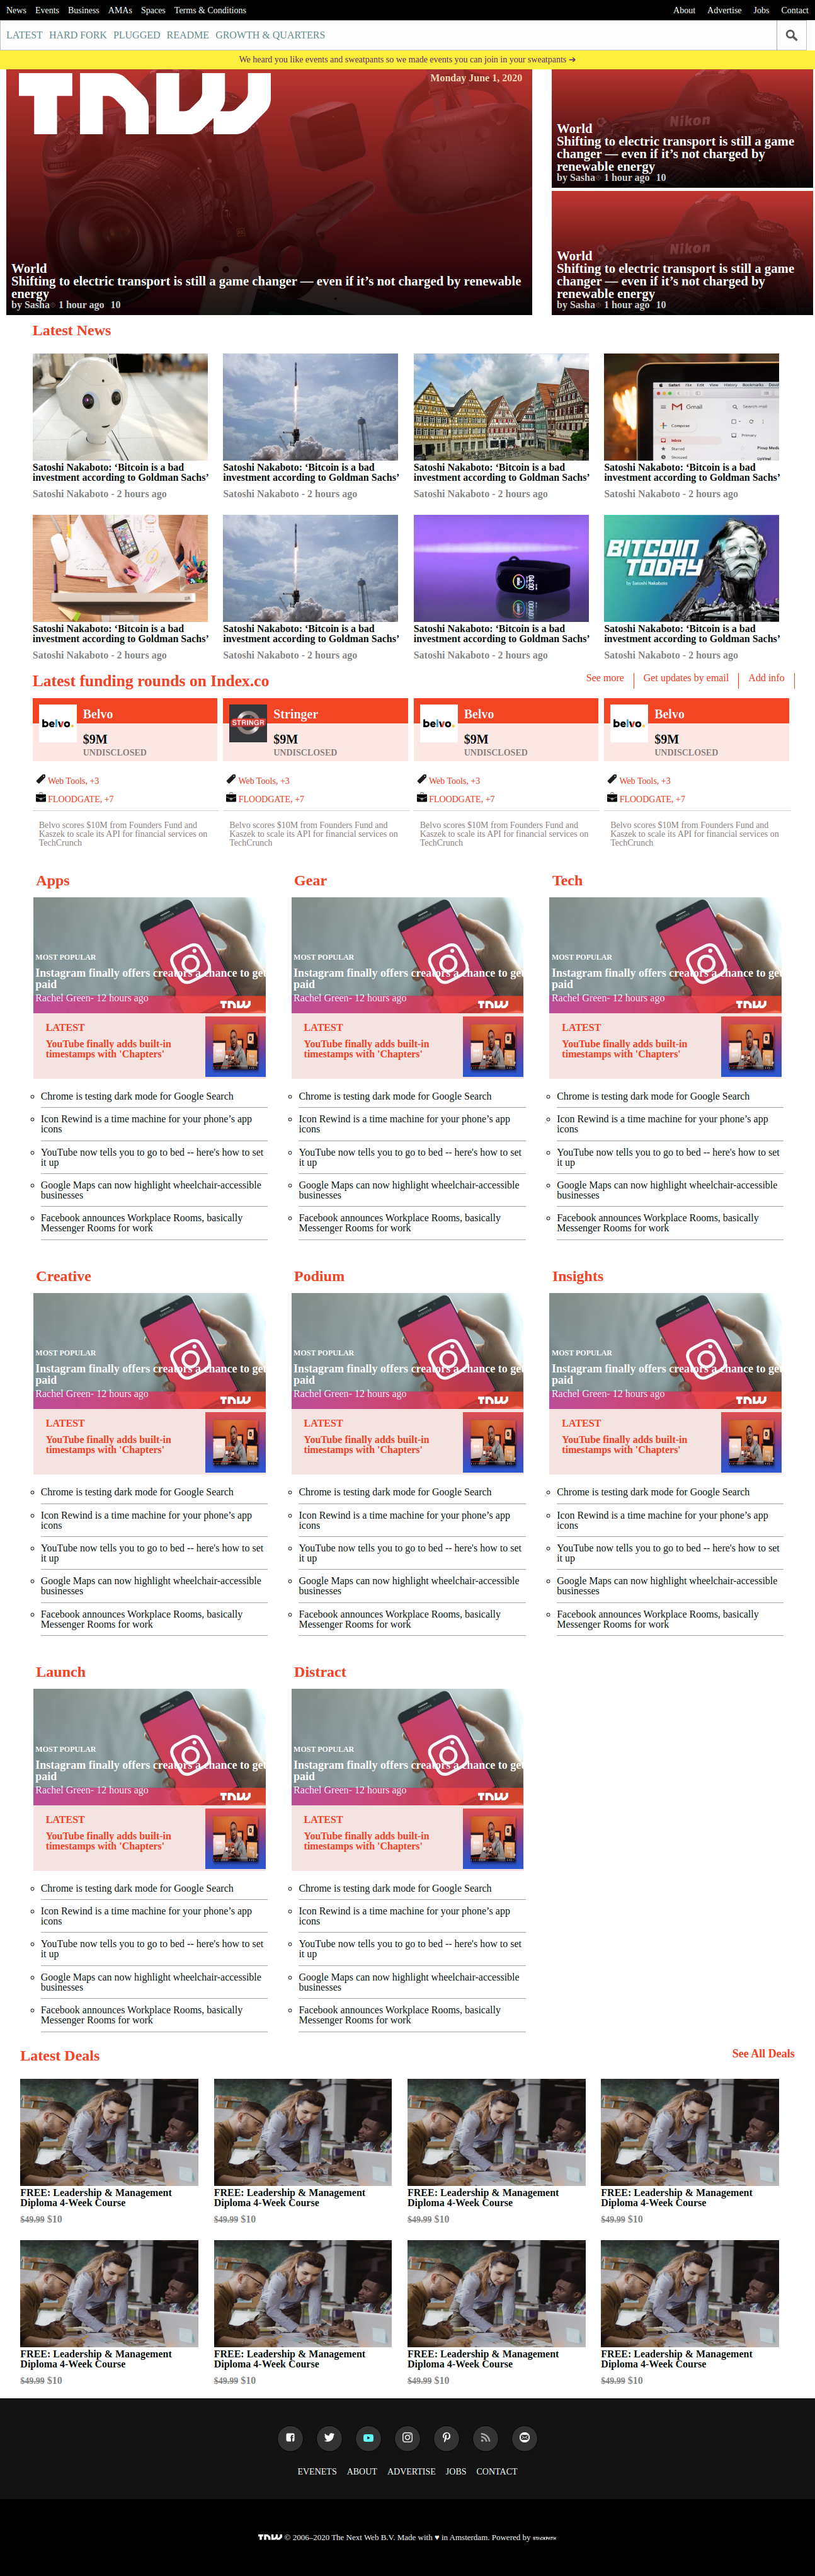 News Events Business AMAs Spaces Terms & Conditions About Advertise Jobs Contact
LATEST HARD FORK PLUGGED README GROWTH & QUARTERS
We heard you like events and sweatpants so we made events you can join in your sweatpants ➔
TNW
Monday June 1, 2020
World
Shifting to electric transport is still a game changer — even if it’s not charged by renewable
energy
by Sasha 1 hour ago 10
Nikon
World
Shifting to electric transport is still a game
changer — even if it’s not charged by
renewable energy
by Sasha 1 hour ago 10
Nikon
World
Shifting to electric transport is still a game
changer — even if it’s not charged by
renewable energy
by Sasha 1 hour ago 10
Latest News
Gmail
Compose
Satoshi Nakaboto: ‘Bitcoin is a bad
investment according to Goldman Sachs’
Satoshi Nakaboto - 2 hours ago
Satoshi Nakaboto: ‘Bitcoin is a bad
investment according to Goldman Sachs’
Satoshi Nakaboto - 2 hours ago
Satoshi Nakaboto: ‘Bitcoin is a bad
investment according to Goldman Sachs’
Satoshi Nakaboto - 2 hours ago
Satoshi Nakaboto: ‘Bitcoin is a bad
investment according to Goldman Sachs’
Satoshi Nakaboto - 2 hours ago
BITCOIN
TODAY
by Satoshi Nakaboto
Satoshi Nakaboto: ‘Bitcoin is a bad
investment according to Goldman Sachs’
Satoshi Nakaboto - 2 hours ago
Satoshi Nakaboto: ‘Bitcoin is a bad
investment according to Goldman Sachs’
Satoshi Nakaboto - 2 hours ago
Satoshi Nakaboto: ‘Bitcoin is a bad
investment according to Goldman Sachs’
Satoshi Nakaboto - 2 hours ago
Satoshi Nakaboto: ‘Bitcoin is a bad
investment according to Goldman Sachs’
Satoshi Nakaboto - 2 hours ago
Latest funding rounds on Index.co
See more Get updates by email Add info
belvo.
Belvo
$9M
UNDISCLOSED
Web Tools, +3
FLOODGATE, +7
Belvo scores $10M from Founders Fund and
Kaszek to scale its API for financial services on
TechCrunch
STRINGR
Stringer
$9M
UNDISCLOSED
Web Tools, +3
FLOODGATE, +7
Belvo scores $10M from Founders Fund and
Kaszek to scale its API for financial services on
TechCrunch
belvo.
Belvo
$9M
UNDISCLOSED
Web Tools, +3
FLOODGATE, +7
Belvo scores $10M from Founders Fund and
Kaszek to scale its API for financial services on
TechCrunch
belvo.
Belvo
$9M
UNDISCLOSED
Web Tools, +3
FLOODGATE, +7
Belvo scores $10M from Founders Fund and
Kaszek to scale its API for financial services on
TechCrunch
Apps
MOST POPULAR
Instagram finally offers creators a chance to get
paid
Rachel Green- 12 hours ago
TNW
LATEST
YouTube finally adds built-in
timestamps with 'Chapters'
Chrome is testing dark mode for Google Search
Icon Rewind is a time machine for your phone’s app
icons
YouTube now tells you to go to bed -- here's how to set
it up
Google Maps can now highlight wheelchair-accessible
businesses
Facebook announces Workplace Rooms, basically
Messenger Rooms for work
Gear
MOST POPULAR
Instagram finally offers creators a chance to get
paid
Rachel Green- 12 hours ago
TNW
LATEST
YouTube finally adds built-in
timestamps with 'Chapters'
Chrome is testing dark mode for Google Search
Icon Rewind is a time machine for your phone’s app
icons
YouTube now tells you to go to bed -- here's how to set
it up
Google Maps can now highlight wheelchair-accessible
businesses
Facebook announces Workplace Rooms, basically
Messenger Rooms for work
Tech
MOST POPULAR
Instagram finally offers creators a chance to get
paid
Rachel Green- 12 hours ago
TNW
LATEST
YouTube finally adds built-in
timestamps with 'Chapters'
Chrome is testing dark mode for Google Search
Icon Rewind is a time machine for your phone’s app
icons
YouTube now tells you to go to bed -- here's how to set
it up
Google Maps can now highlight wheelchair-accessible
businesses
Facebook announces Workplace Rooms, basically
Messenger Rooms for work
Creative
MOST POPULAR
Instagram finally offers creators a chance to get
paid
Rachel Green- 12 hours ago
TNW
LATEST
YouTube finally adds built-in
timestamps with 'Chapters'
Chrome is testing dark mode for Google Search
Icon Rewind is a time machine for your phone’s app
icons
YouTube now tells you to go to bed -- here's how to set
it up
Google Maps can now highlight wheelchair-accessible
businesses
Facebook announces Workplace Rooms, basically
Messenger Rooms for work
Podium
MOST POPULAR
Instagram finally offers creators a chance to get
paid
Rachel Green- 12 hours ago
TNW
LATEST
YouTube finally adds built-in
timestamps with 'Chapters'
Chrome is testing dark mode for Google Search
Icon Rewind is a time machine for your phone’s app
icons
YouTube now tells you to go to bed -- here's how to set
it up
Google Maps can now highlight wheelchair-accessible
businesses
Facebook announces Workplace Rooms, basically
Messenger Rooms for work
Insights
MOST POPULAR
Instagram finally offers creators a chance to get
paid
Rachel Green- 12 hours ago
TNW
LATEST
YouTube finally adds built-in
timestamps with 'Chapters'
Chrome is testing dark mode for Google Search
Icon Rewind is a time machine for your phone’s app
icons
YouTube now tells you to go to bed -- here's how to set
it up
Google Maps can now highlight wheelchair-accessible
businesses
Facebook announces Workplace Rooms, basically
Messenger Rooms for work
Launch
MOST POPULAR
Instagram finally offers creators a chance to get
paid
Rachel Green- 12 hours ago
TNW
LATEST
YouTube finally adds built-in
timestamps with 'Chapters'
Chrome is testing dark mode for Google Search
Icon Rewind is a time machine for your phone’s app
icons
YouTube now tells you to go to bed -- here's how to set
it up
Google Maps can now highlight wheelchair-accessible
businesses
Facebook announces Workplace Rooms, basically
Messenger Rooms for work
Distract
MOST POPULAR
Instagram finally offers creators a chance to get
paid
Rachel Green- 12 hours ago
TNW
LATEST
YouTube finally adds built-in
timestamps with 'Chapters'
Chrome is testing dark mode for Google Search
Icon Rewind is a time machine for your phone’s app
icons
YouTube now tells you to go to bed -- here's how to set
it up
Google Maps can now highlight wheelchair-accessible
businesses
Facebook announces Workplace Rooms, basically
Messenger Rooms for work
Latest Deals
See All Deals
FREE: Leadership & Management
Diploma 4-Week Course
$49.99 $10
FREE: Leadership & Management
Diploma 4-Week Course
$49.99 $10
FREE: Leadership & Management
Diploma 4-Week Course
$49.99 $10
FREE: Leadership & Management
Diploma 4-Week Course
$49.99 $10
FREE: Leadership & Management
Diploma 4-Week Course
$49.99 $10
FREE: Leadership & Management
Diploma 4-Week Course
$49.99 $10
FREE: Leadership & Management
Diploma 4-Week Course
$49.99 $10
FREE: Leadership & Management
Diploma 4-Week Course
$49.99 $10
EVENETS ABOUT ADVERTISE JOBS CONTACT
TNW © 2006–2020 The Next Web B.V. Made with ♥ in Amsterdam. Powered by